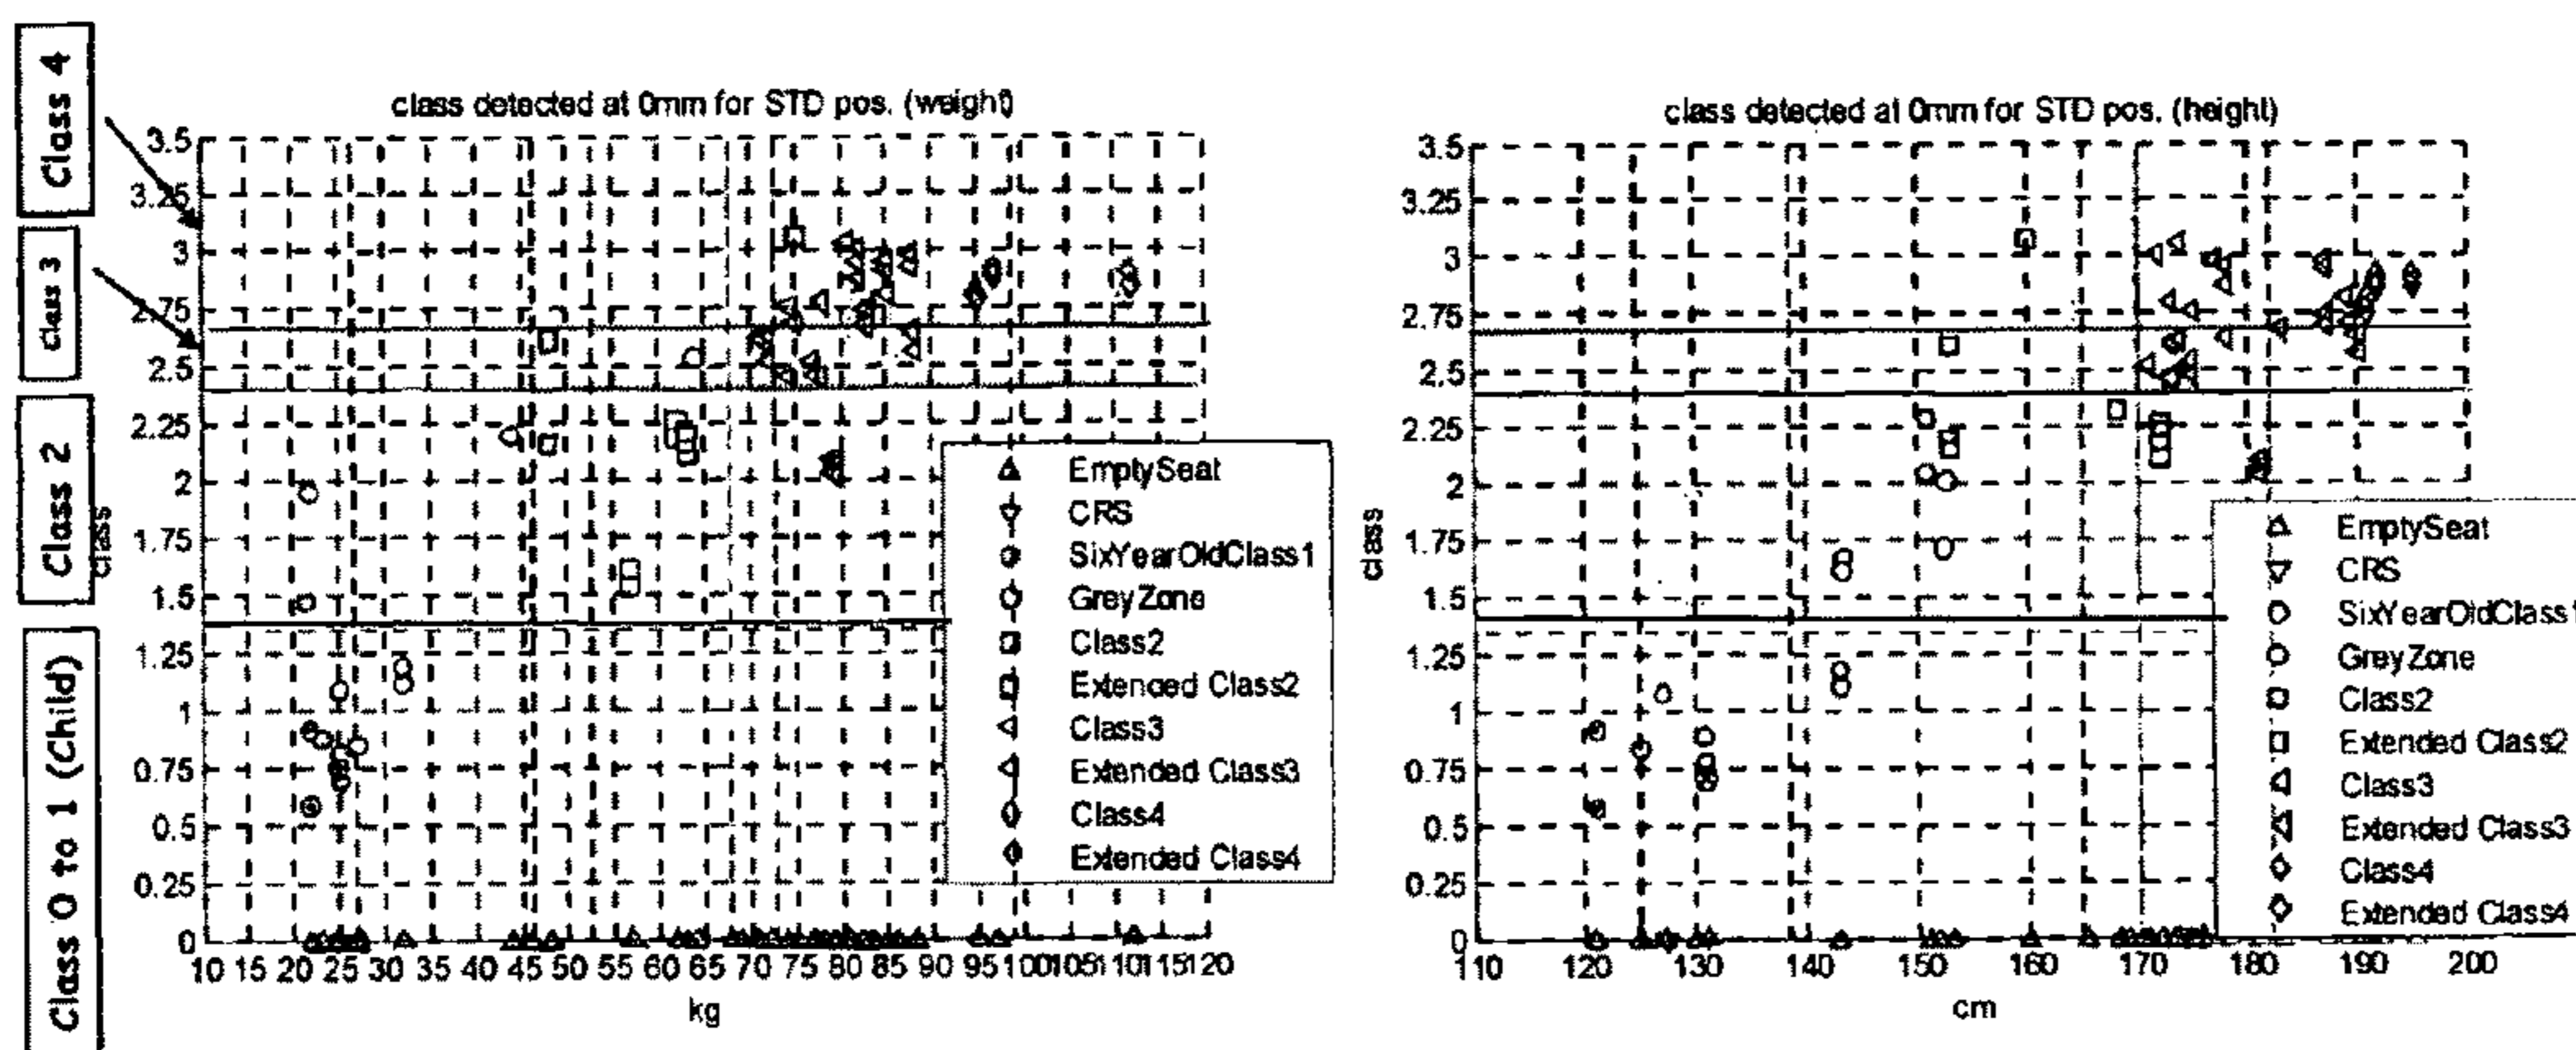 Class 4
Class 3
Class 2
Class 0 to 1 (Child)
class detected at 0mm for STD pos. (weight)
3.5
3.25
3
2.75
2.5
2.25
2
1.75
1.5
1.25
1
0.75
0.5
0.25
0
class
10 15 20 25 30 35 40 45 50 55 60 65 70 75 80 85 90 95 100 105 110 115 120
kg
EmptySeat
CRS
SixYearOldClass1
GreyZone
Class2
Extended Class2
Class3
Extended Class3
Class4
Extended Class4
class detected at 0mm for STD pos. (height)
3.5
3.25
3
2.75
2.5
2.25
2
1.75
1.5
1.25
1
0.75
0.5
0.25
0
class
110 120 130 140 150 160 170 180 190 200
cm
EmptySeat
CRS
SixYearOldClass1
GreyZone
Class2
Extended Class2
Class3
Extended Class3
Class4
Extended Class4